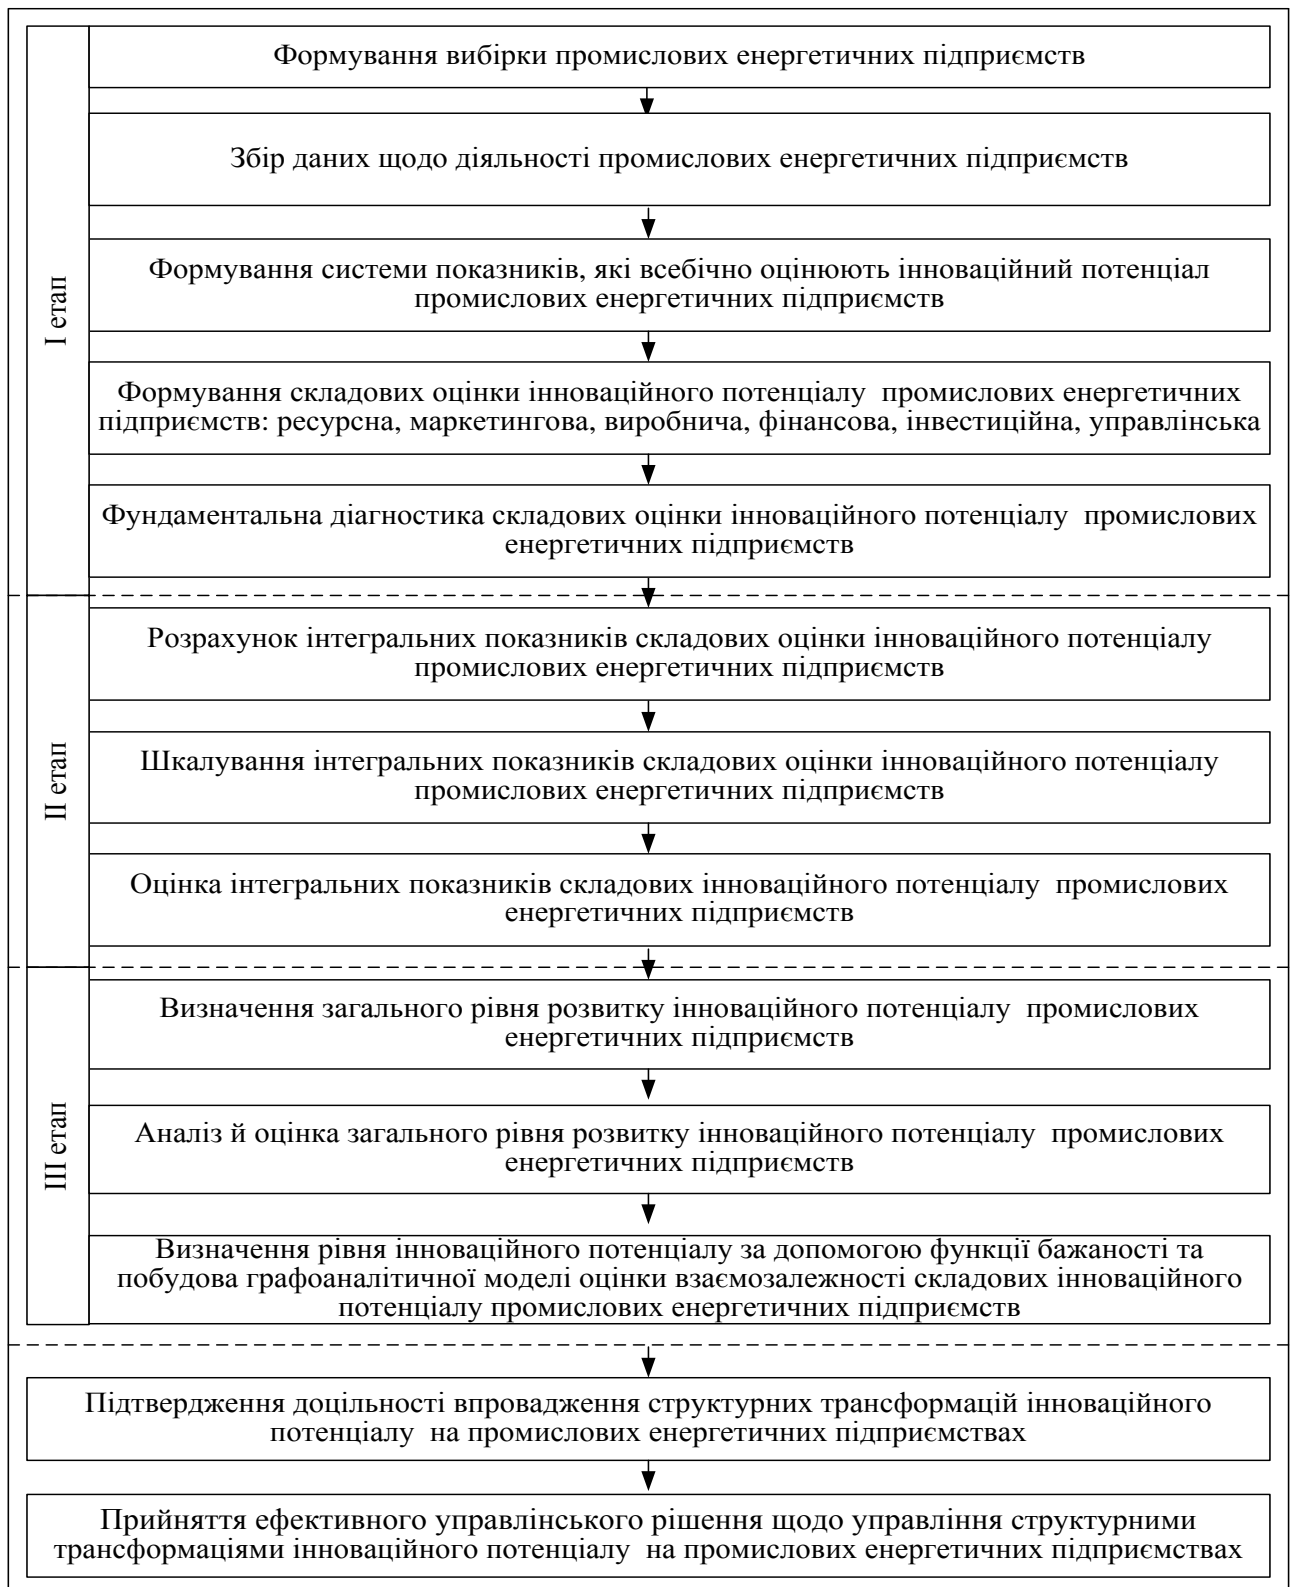 Формування вибірки промислових енергетичних підприємств
Збір даних щодо діяльності промислових енергетичних підприємств
Формування системи показників, які всебічно оцінюють інноваційний потенціал
промислових енергетичних підприємств
I етап
Формування складових оцінки інноваційного потенціалу промислових енергетичних
підприємств: ресурсна, маркетингова, виробнича, фінансова, інвестиційна, управлінська
Фундаментальна діагностика складових оцінки інноваційного потенціалу промислових
енергетичних підприємств
Розрахунок інтегральних показників складових оцінки інноваційного потенціалу
промислових енергетичних підприємств
II етап
Шкалування інтегральних показників складових оцінки інноваційного потенціалу
промислових енергетичних підприємств
Оцінка інтегральних показників складових інноваційного потенціалу промислових
енергетичних підприємств
Визначення загального рівня розвитку інноваційного потенціалу промислових
енергетичних підприємств
III етап
Аналіз й оцінка загального рівня розвитку інноваційного потенціалу промислових
енергетичних підприємств
Визначення рівня інноваційного потенціалу за допомогою функції бажаності та
побудова графоаналітичної моделі оцінки взаємозалежності складових інноваційного
потенціалу промислових енергетичних підприємств
Підтвердження доцільності впровадження структурних трансформацій інноваційного
потенціалу на промислових енергетичних підприємствах
Прийняття ефективного управлінського рішення щодо управління структурними
трансформаціями інноваційного потенціалу на промислових енергетичних підприємствах